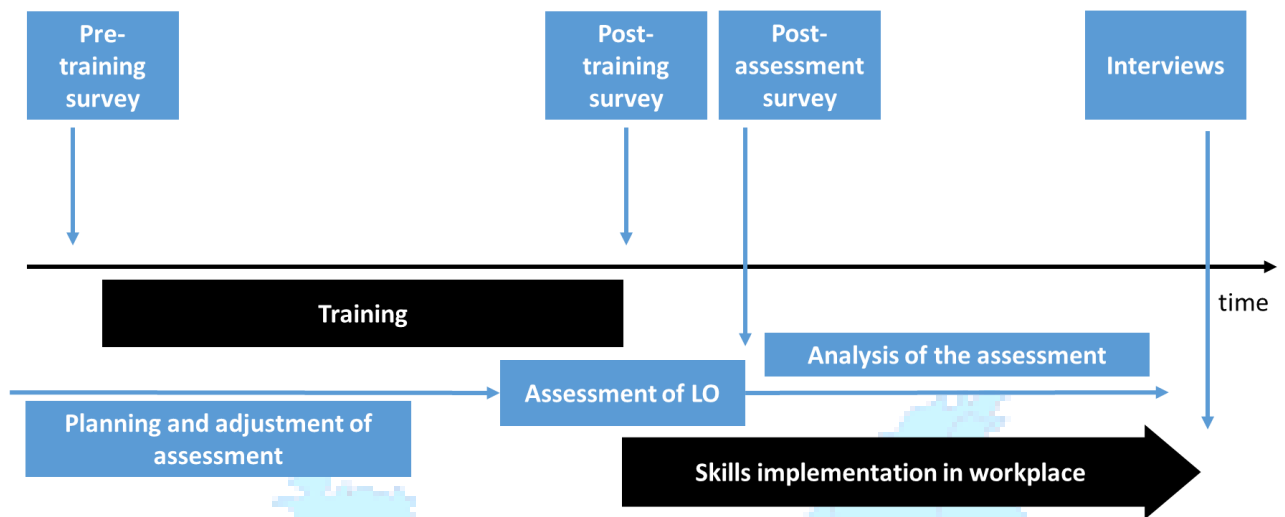 Pre-
training
survey
Post-
training
survey
Post-
assessment
survey
Interviews
time
Training
Analysis of the assessment
Assessment of LO
Planning and adjustment of
assessment
Skills implementation in workplace